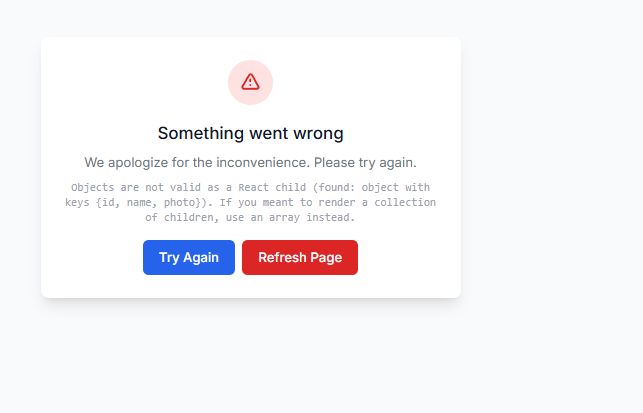 Something went wrong
We apologize for the inconvenience. Please try again.
Objects are not valid as a React child (found: object with
keys {id, name, photo}). If you meant to render a collection
of children, use an array instead.
Try Again
Refresh Page